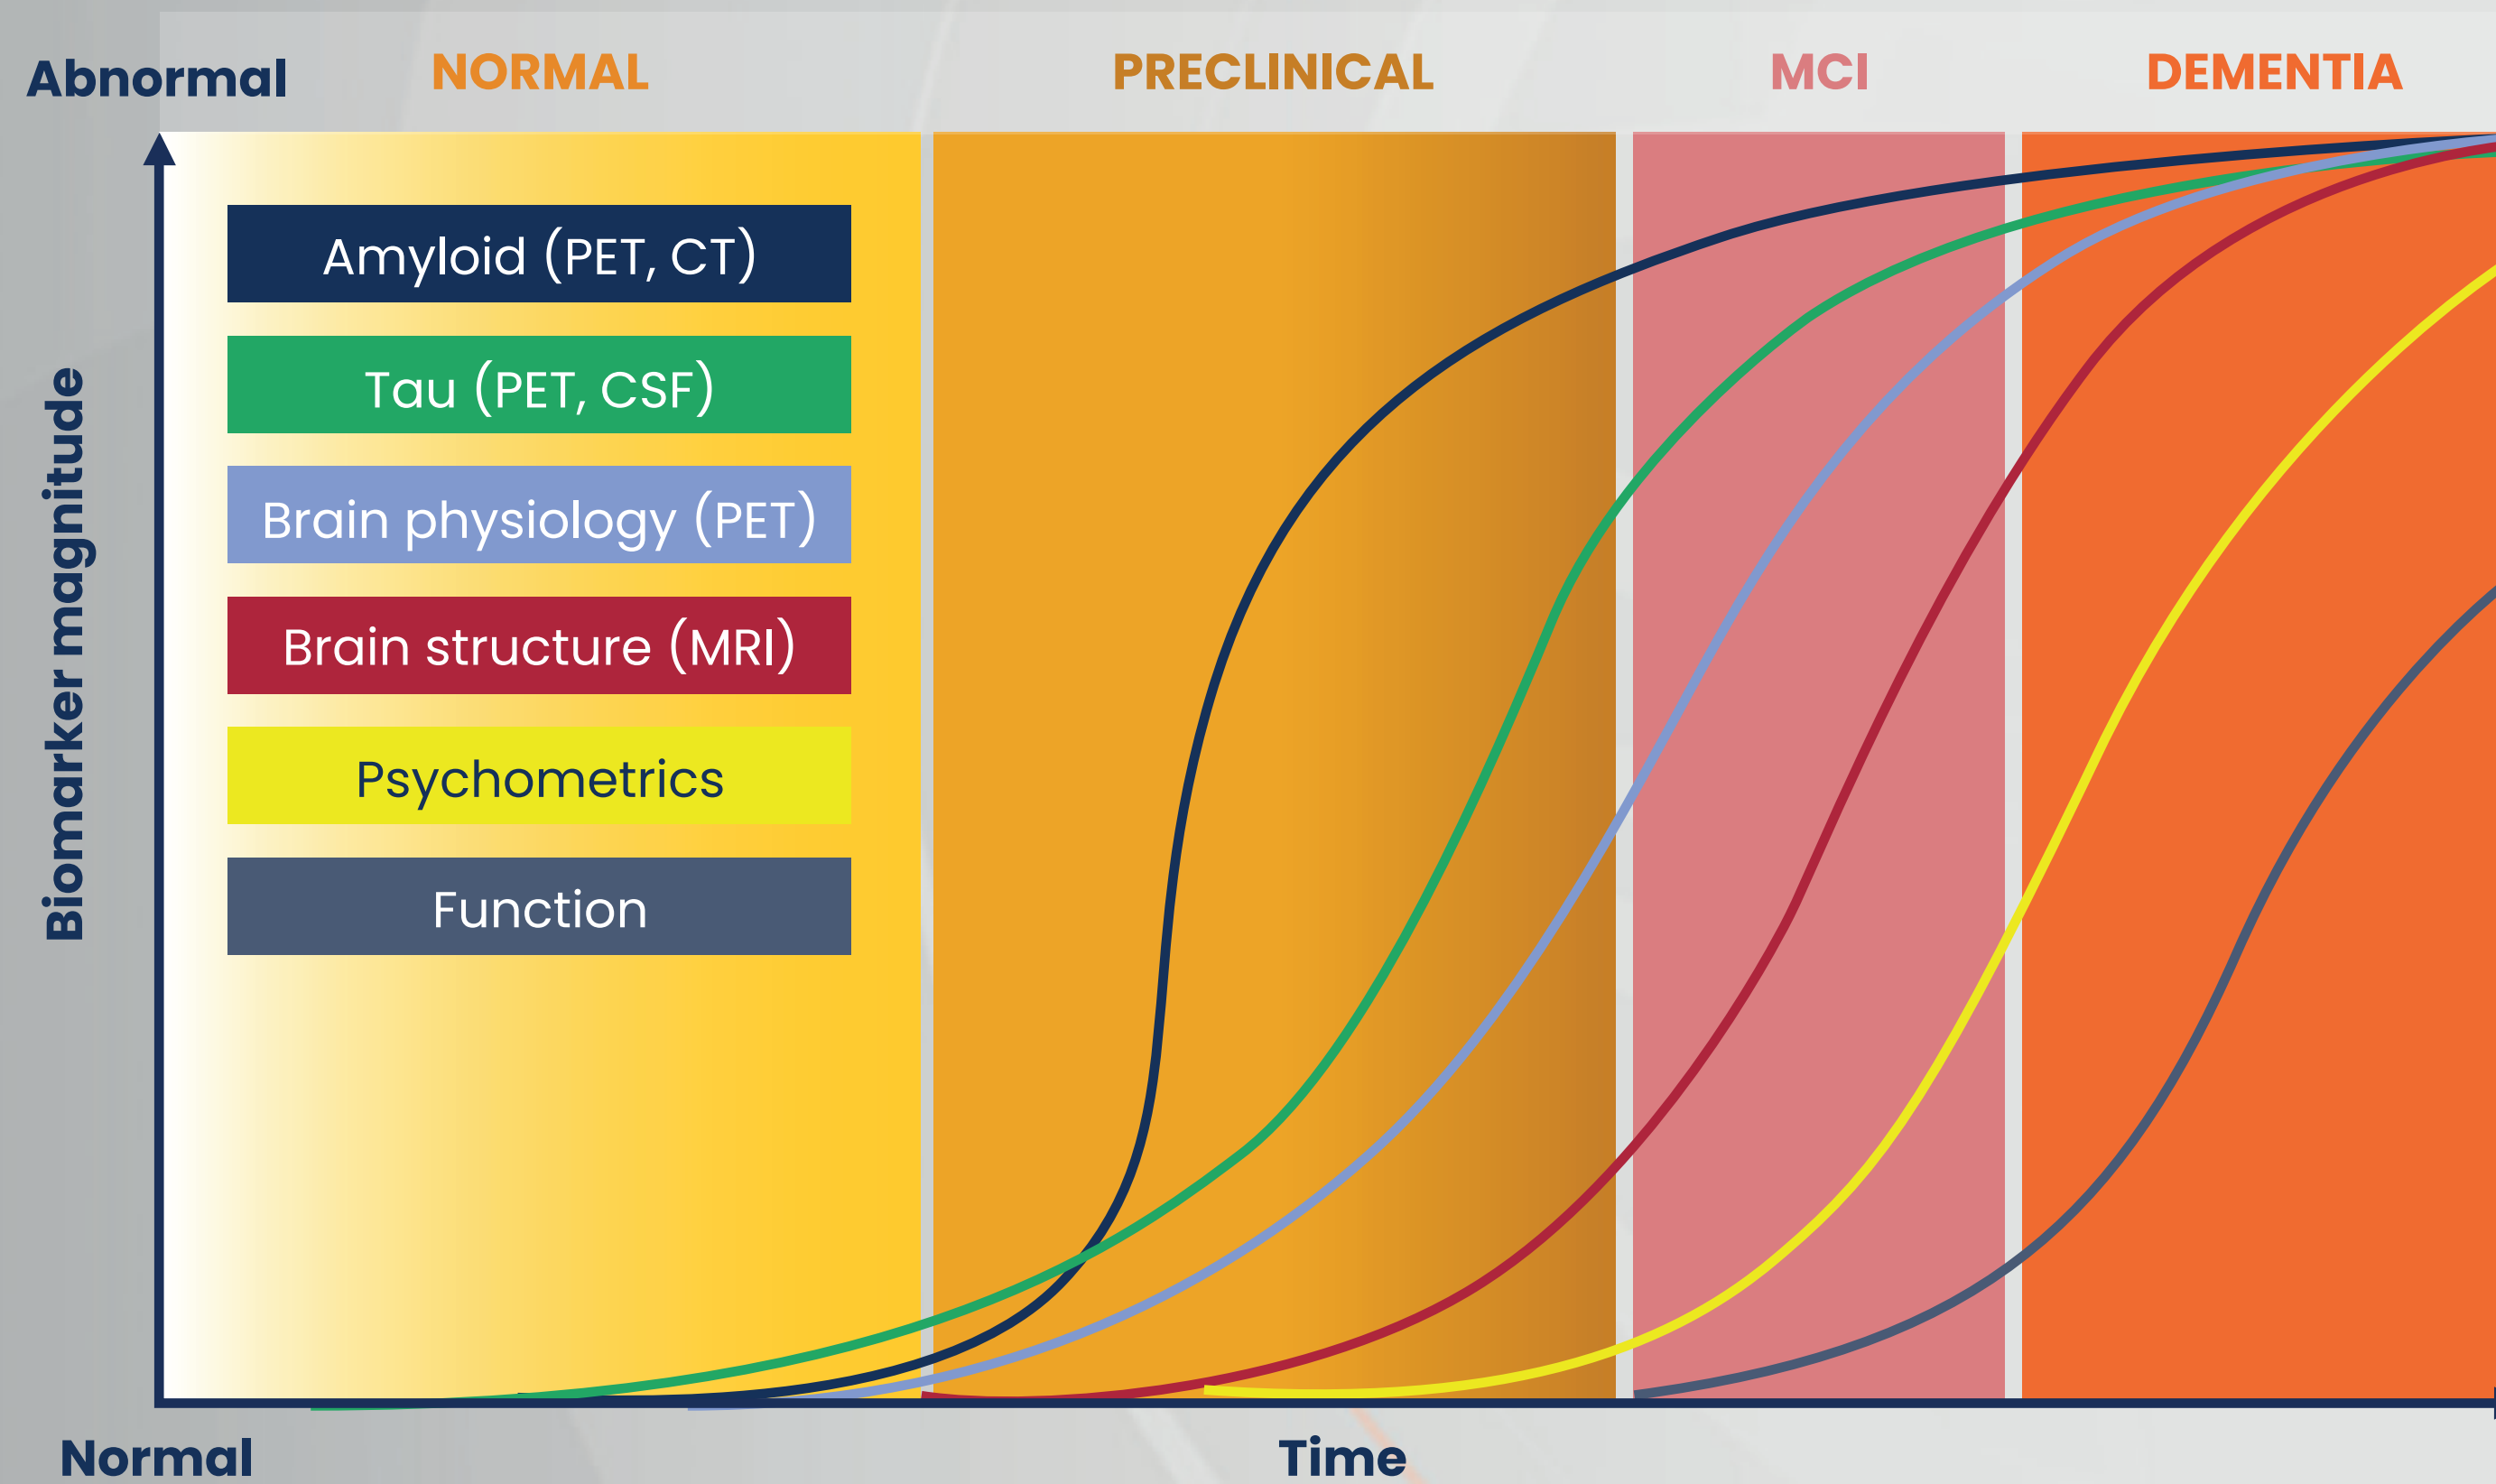 Abnormal
NORMAL
PRECLINICAL
MCI
DEMENTIA
Biomarker magnitude
Amyloid (PET, CT)
Tau (PET, CSF)
Brain physiology (PET)
Brain structure (MRI)
Psychometrics
Function
Normal
Time